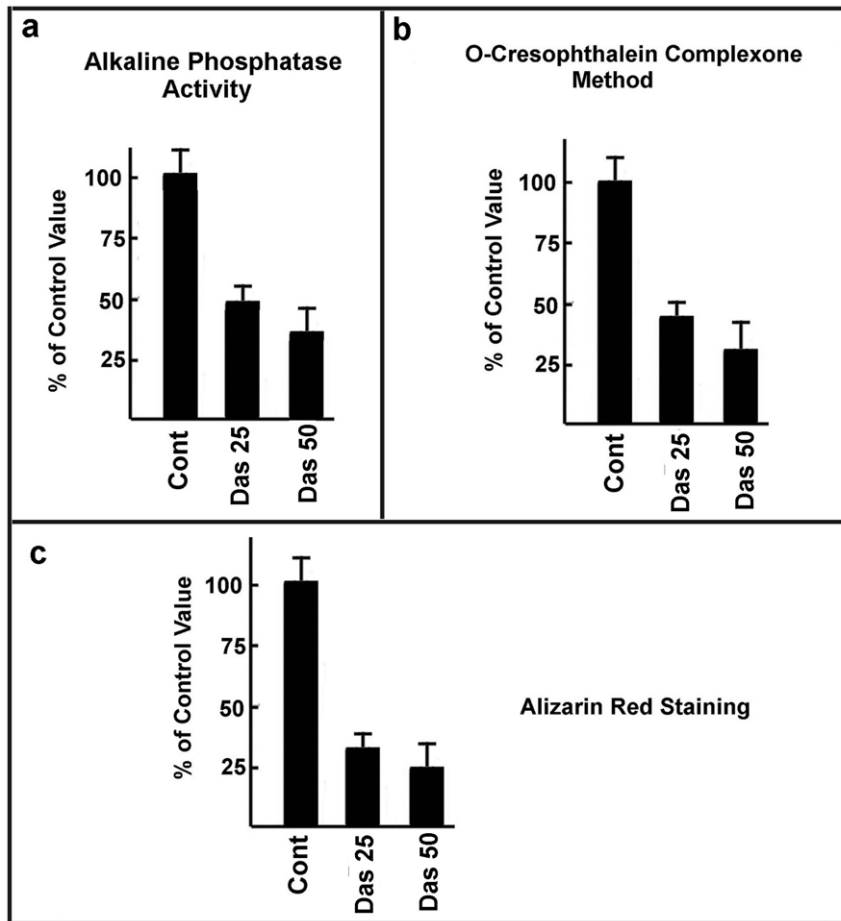 a
Alkaline Phosphatase
Activity
% of Control Value
100
75
50
25
Cont
Das 25
Das 50
b
O-Cresophthalein Complexone
Method
% of Control Value
100
75
50
25
Cont
Das 25
Das 50
c
% of Control Value
100
75
50
25
Cont
Das 25
Das 50
Alizarin Red Staining